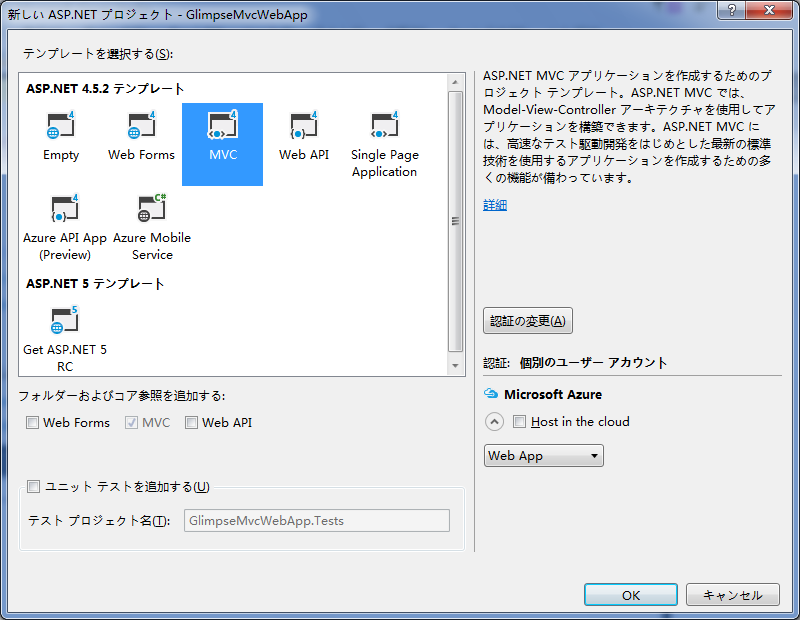 新しい ASP.NET プロジェクト - GlimpseMvcWebApp
テンプレートを選択する(S):
ASP.NET 4.5.2 テンプレート
Empty
Web Forms
MVC
Web API
Single Page
Application
Azure API App
(Preview)
Azure Mobile
Service
ASP.NET 5 テンプレート
Get ASP.NET 5
RC
フォルダーおよびコア参照を追加する:
Web Forms
MVC
Web API
ユニット テストを追加する(U)
テスト プロジェクト名(T):
GlimpseMvcWebApp.Tests
ASP.NET MVC アプリケーションを作成するためのプ
ロジェクト テンプレート。ASP.NET MVC では、
Model-View-Controller アーキテクチャを使用してア
プリケーションを構築できます。ASP.NET MVC に
は、高速なテスト駆動開発をはじめとした最新の標準
技術を使用するアプリケーションを作成するための多
くの機能が備わっています。
詳細
認証の変更(A)
認証: 個別のユーザー アカウント
Microsoft Azure
Host in the cloud
Web App
OK
キャンセル